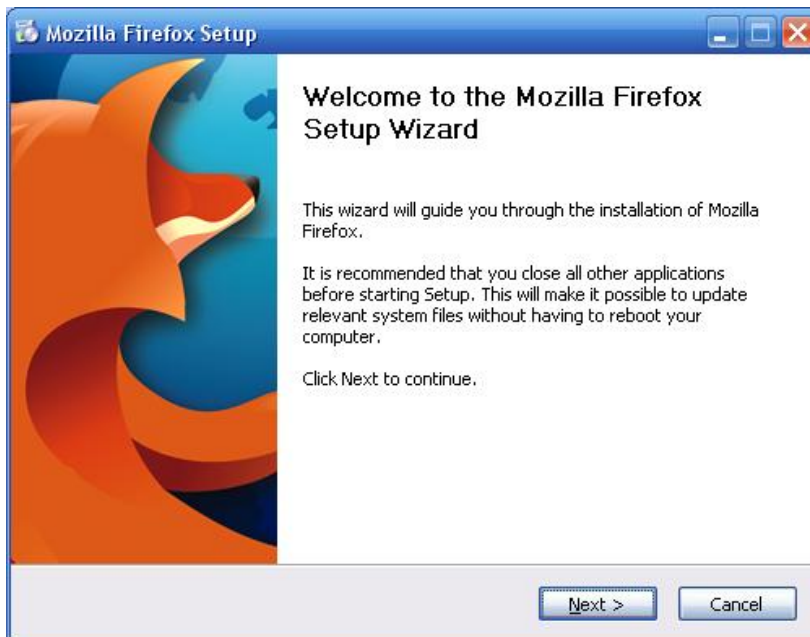 Mozilla Firefox Setup
Welcome to the Mozilla Firefox
Setup Wizard
This wizard will guide you through the installation of Mozilla
Firefox.
It is recommended that you close all other applications
before starting Setup. This will make it possible to update
relevant system files without having to reboot your
computer.
Click Next to continue.
Next >
Cancel